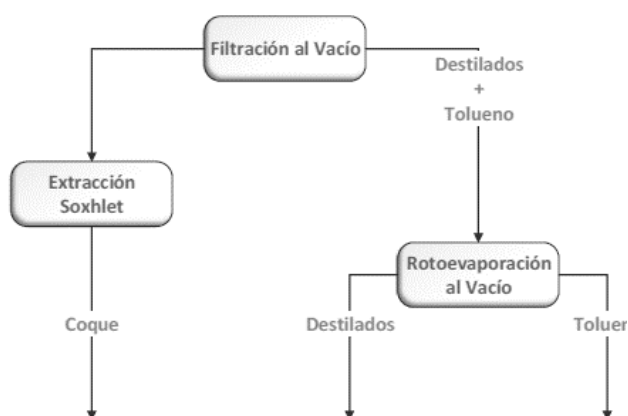 Filtración al Vacío
Destilados
+
Tolueno
Extracción
Soxhlet
Rotoevaporación
al Vacío
Coque
Destilados
Toluen